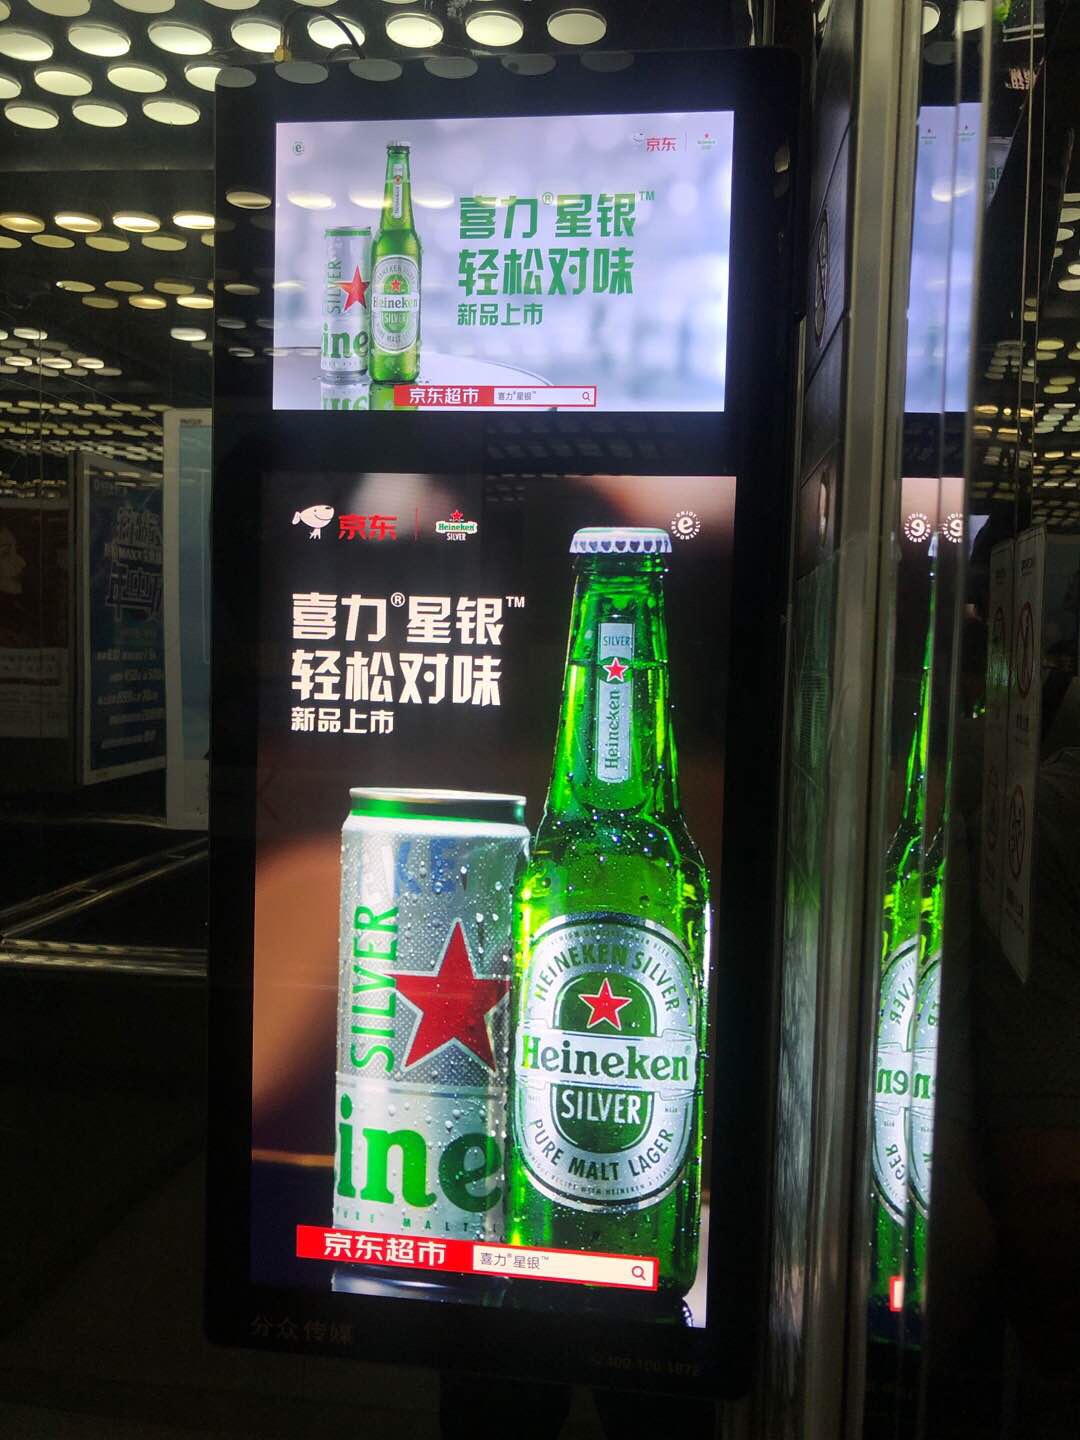 京东
喜力®星银™
轻松对味
新品上市
SILVER
ine
Heineken
SILVER
京东超市
喜力®星银™
京东
Heineken
SILVER
喜力®星银™
轻松对味
新品上市
SILVER
Heineken
SILVER
ine
HEINEKEN SILVER
Heineken
SILVER
PURE MALT LAGER
京东超市
喜力®星银™
分众传媒